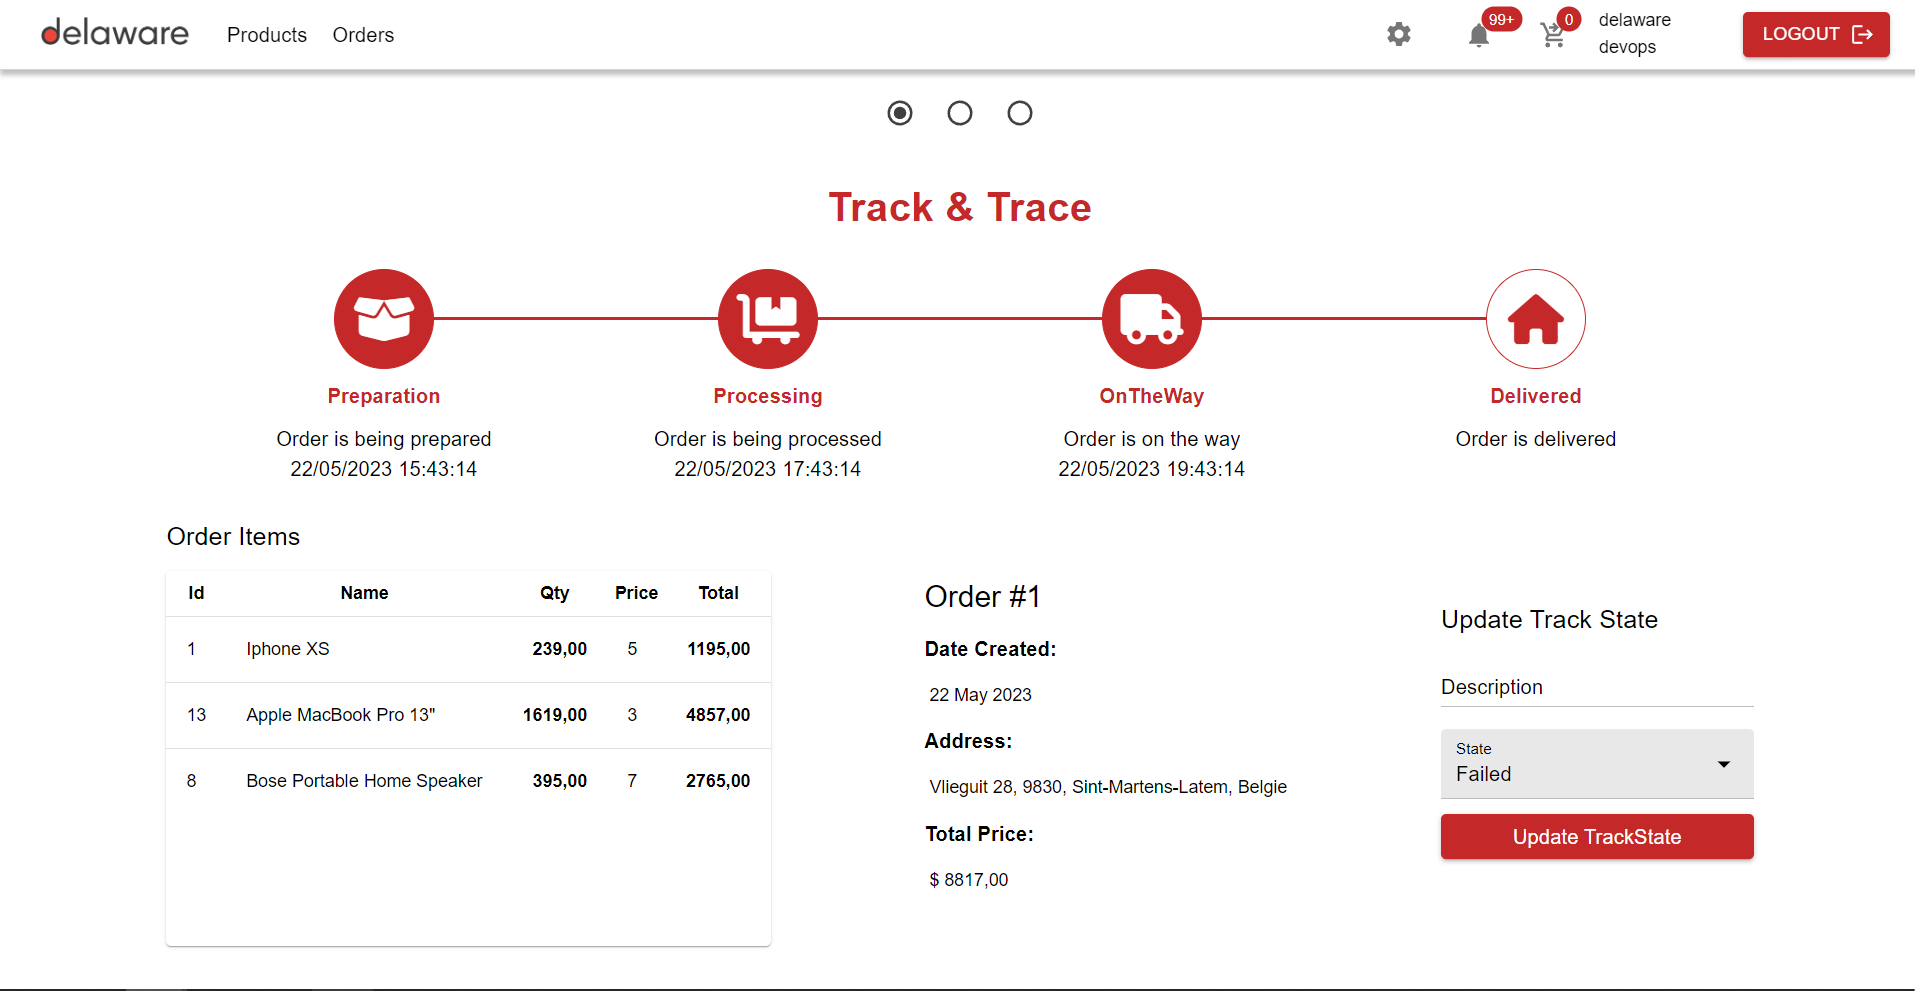 delaware Products Orders 99+ 0 delaware devops LOGOUT
Track & Trace
Preparation Processing OnTheWay Delivered
Order is being prepared Order is being processed Order is on the way Order is delivered
22/05/2023 15:43:14 22/05/2023 17:43:14 22/05/2023 19:43:14
Order Items
Id Name Qty Price Total
1 Iphone XS 239,00 5 1195,00
13 Apple MacBook Pro 13" 1619,00 3 4857,00
8 Bose Portable Home Speaker 395,00 7 2765,00
Order #1
Date Created:
22 May 2023
Address:
Vlieguit 28, 9830, Sint-Martens-Latem, Belgie
Total Price:
$ 8817,00
Update Track State
Description
State
Failed
Update TrackState